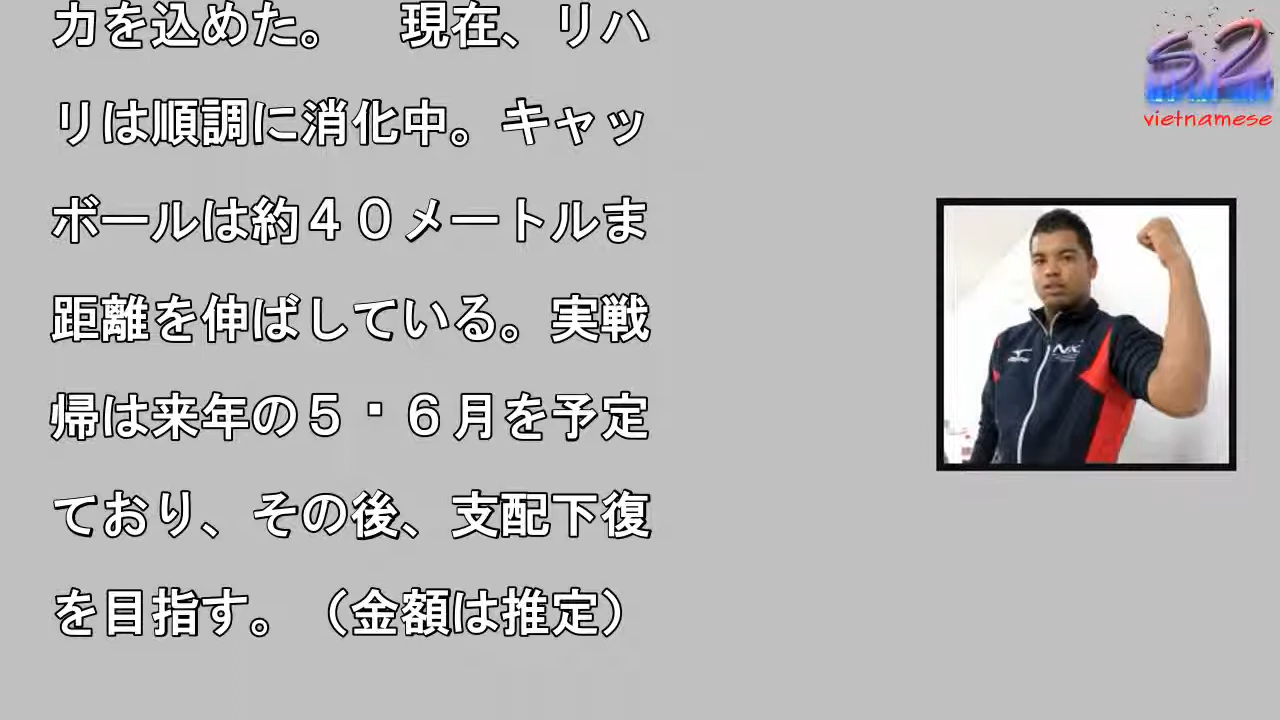 力を込めた。　現在、リハ
リは順調に消化中。キャッ
ボールは約４０メートルま
距離を伸ばしている。実戦
帰は来年の５・６月を予定
ており、その後、支配下復
を目指す。（金額は推定）
S2
vietnamese